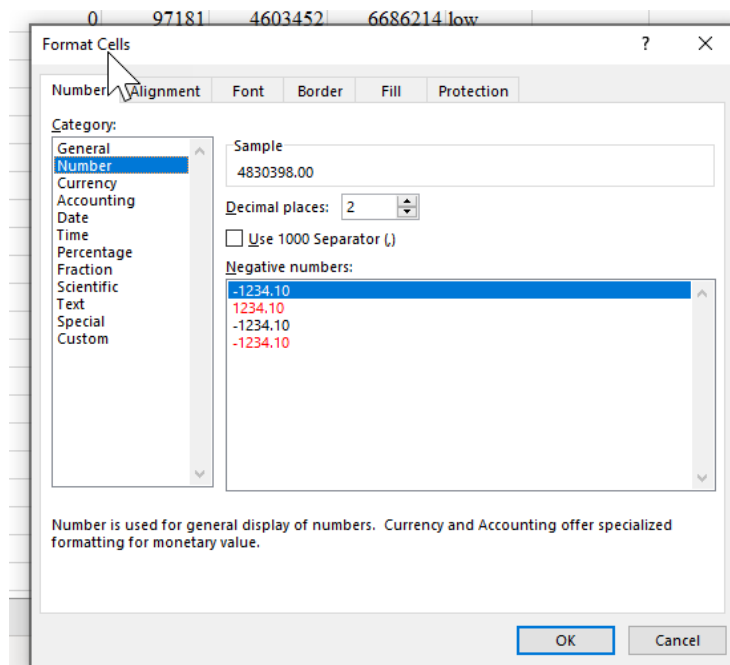 0 97181 4603452 6686214 low
Format Cells ? ×
Number Alignment Font Border Fill Protection
Category:
General
Number
Currency
Accounting
Date
Time
Percentage
Fraction
Scientific
Text
Special
Custom
Sample
4830398.00
Decimal places: 2
Use 1000 Separator (,)
Negative numbers:
-1234.10
1234.10
-1234.10
-1234.10
Number is used for general display of numbers. Currency and Accounting offer specialized
formatting for monetary value.
OK Cancel